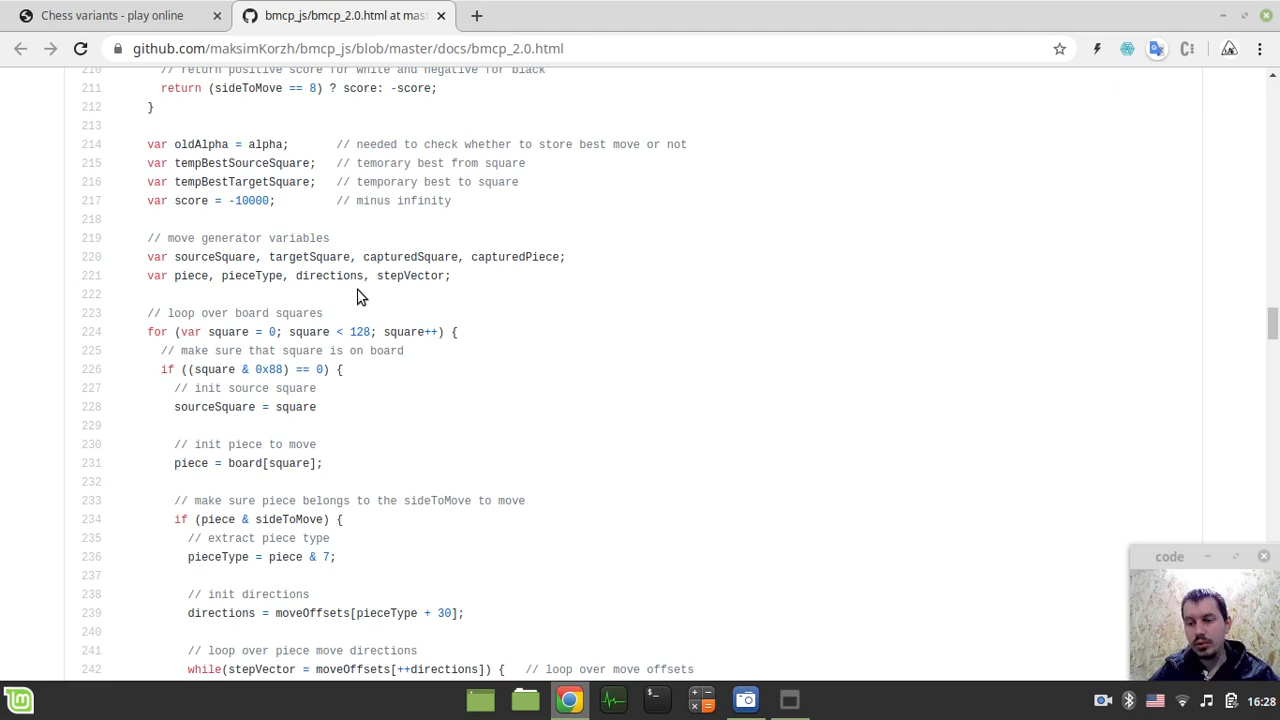 Chess variants - play online
bmcp_js/bmcp_2.0.html at mas
github.com/maksimKorzh/bmcp_js/blob/master/docs/bmcp_2.0.html
210 // return positive score for white and negative for black
211 return (sideToMove == 8) ? score: -score;
212 }
213
214 var oldAlpha = alpha; // needed to check whether to store best move or not
215 var tempBestSourceSquare; // temorary best from square
216 var tempBestTargetSquare; // temporary best to square
217 var score = -10000; // minus infinity
218
219 // move generator variables
220 var sourceSquare, targetSquare, capturedSquare, capturedPiece;
221 var piece, pieceType, directions, stepVector;
222
223 // loop over board squares
224 for (var square = 0; square < 128; square++) {
225 // make sure that square is on board
226 if ((square & 0x88) == 0) {
227 // init source square
228 sourceSquare = square
229
230 // init piece to move
231 piece = board[square];
232
233 // make sure piece belongs to the sideToMove to move
234 if (piece & sideToMove) {
235 // extract piece type
236 pieceType = piece & 7;
237
238 // init directions
239 directions = moveOffsets[pieceType + 30];
240
241 // loop over piece move directions
242 while(stepVector = moveOffsets[++directions]) { // loop over move offsets
code
16:28